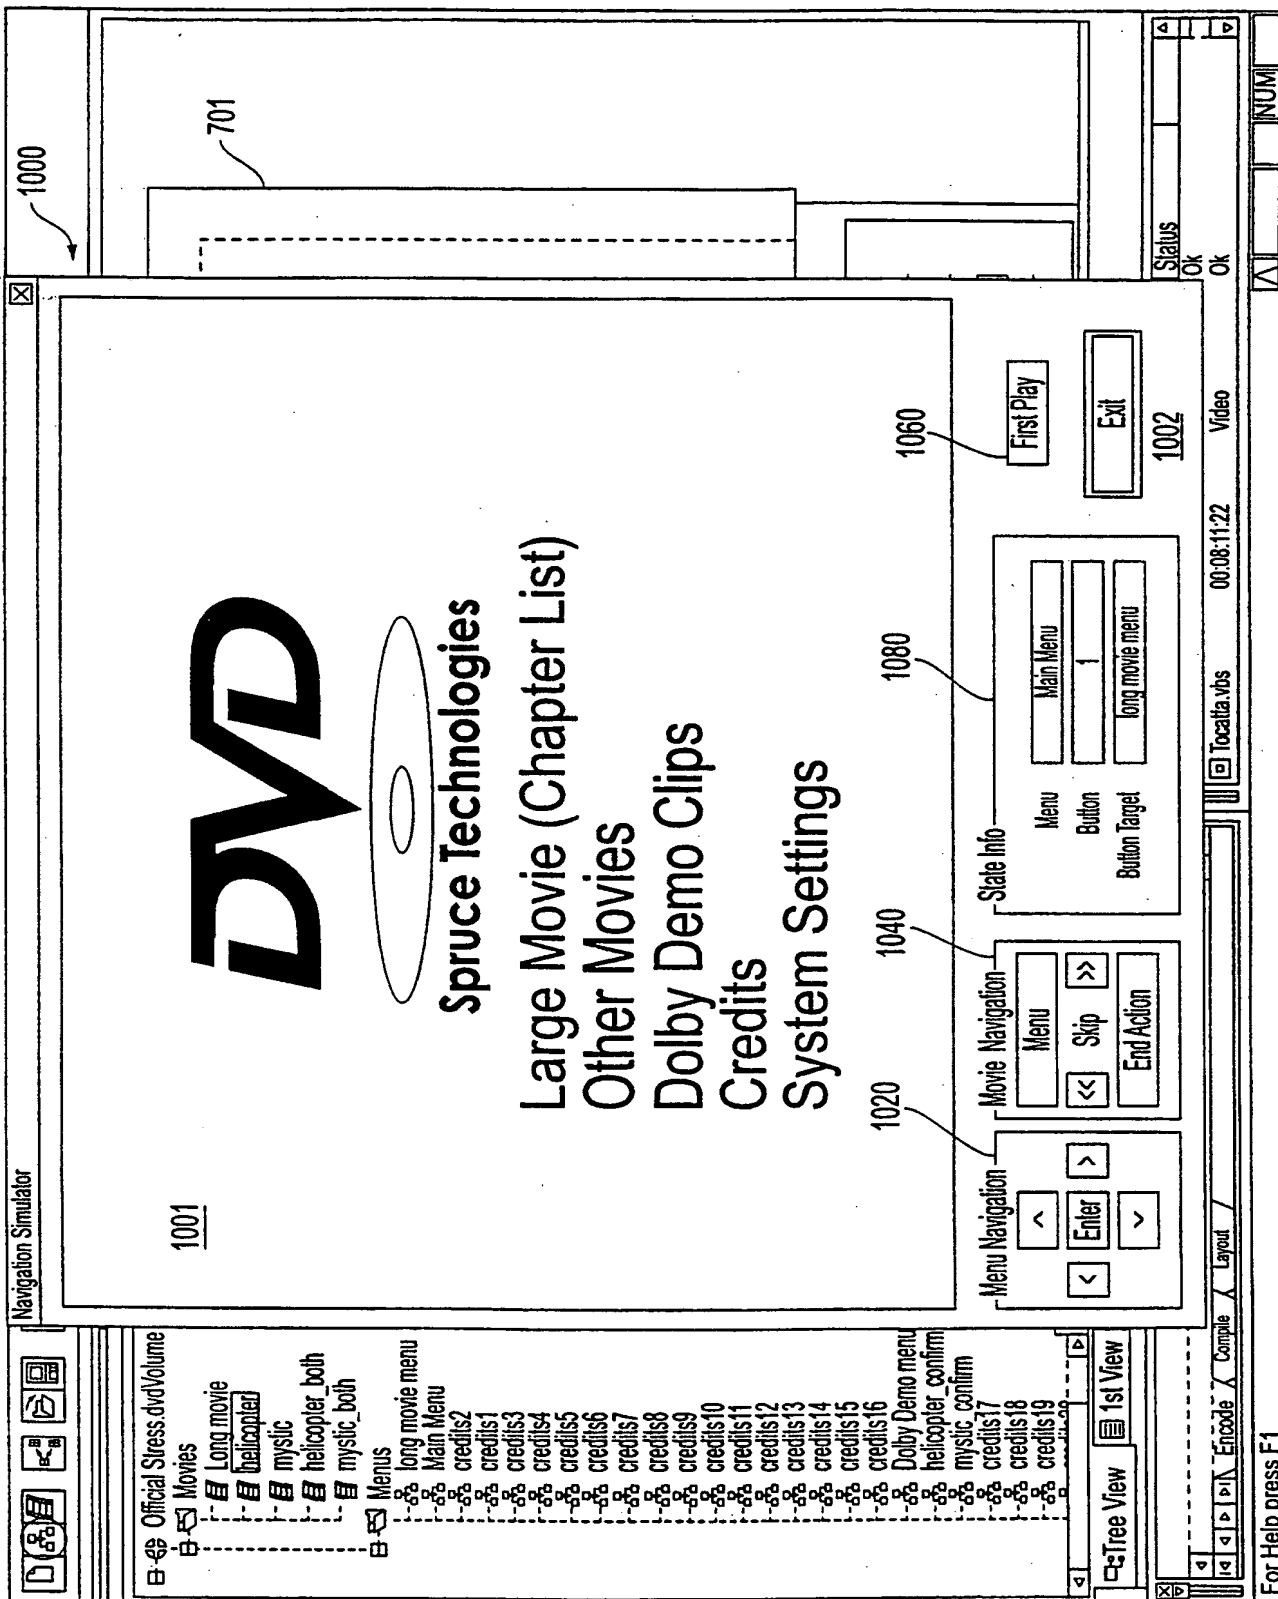 1000
701
Navigation Simulator
1001
DVD
Spruce Technologies
Large Movie (Chapter List)
Other Movies
Dolby Demo Clips
Credits
System Settings
1020
1040
1080
1060
Menu Navigation
Enter
Movie Navigation
Menu
Skip
End Action
State Info
Menu
Main Menu
Button
1
Button Target
long movie menu
First Play
Exit
1002
Official Stress.dvdVolume
Movies
Long movie
helicopter
mystic
helicopter_both
mystic_both
Menus
long movie menu
Main Menu
credits2
credits1
credits3
credits4
credits5
credits6
credits7
credits8
credits9
credits10
credits11
credits12
credits13
credits14
credits15
credits16
Dolby Demo menu
helicopter_confirm
mystic_confirm
credits17
credits18
credits19
Tree View
1st View
Encode
Compile
Layout
Status
Ok
Tocatta.vbs
00:08:11:22
Video
Ok
For Help press F1
NUM